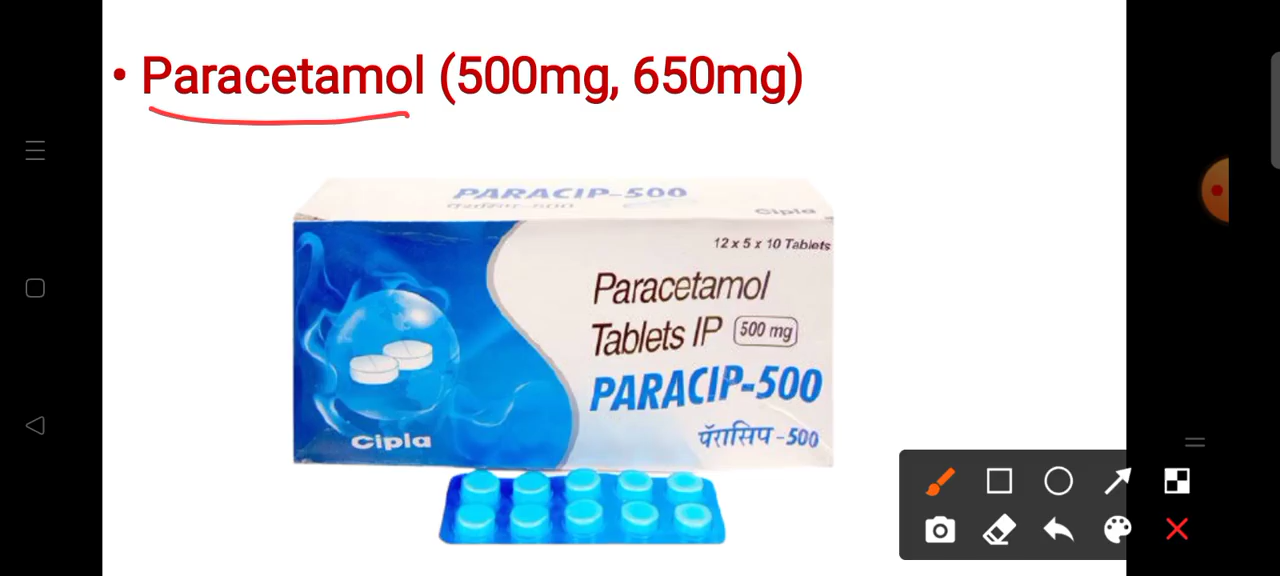 • Paracetamol (500mg, 650mg)
PARACIP-500
Cipla
12 x 5 x 10 Tablets
Paracetamol
Tablets IP 500 mg
PARACIP-500
पॅरासिप -500
Cipla